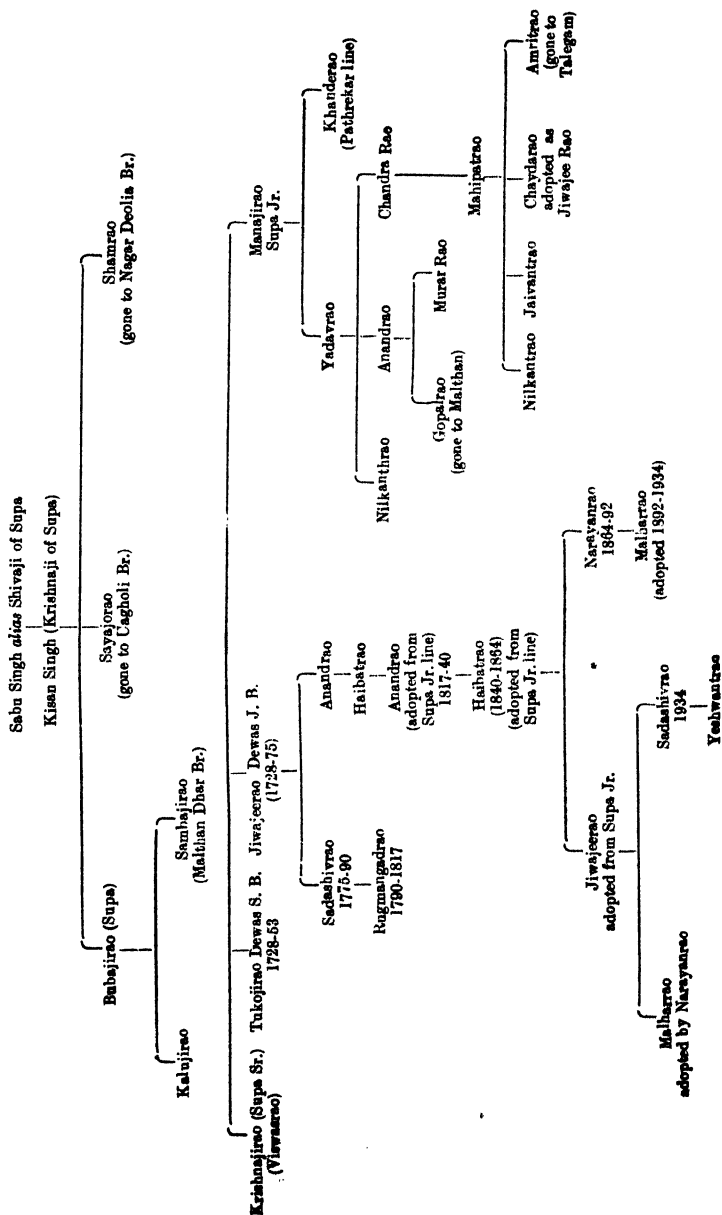 Sabu Singh alias Shivaji of Supa
Kisan Singh (Krishnaji of Supa)
Bubajirao (Supa)
Sayajorao
(gone to Uagholi Br.)
Shamrao
(gone to Nagar Deolia Br.)
Kalujirao
Sambajirao
(Malthan Dhar Br.)
Krishnajirao (Supa Sr.)
(Viswasrao)
Tukojirao Dewas S. B.
1728-53
Jiwajeerao Dewas J. B.
(1728-75)
Manajirao
Supa Jr.
Sadashivrao
1775-90
Rugmangadrao
1790-1817
Anandrao
Haibatrao
Anandrao
(adopted from
Supa Jr. line)
1817-40
Haibatrao
(1840-1864)
(adopted from
Supa Jr. line)
Yadavrao
Khanderao
(Pathrekar line)
Nilkanthrao
Anandrao
Chandra Rao
Gopalrao
(gone to Malthan)
Murar Rao
Mahipatrao
Nilkantrao
Jaivantrao
Chaydarao
adopted as
Jiwajee Rao
Amritrao
(gone to
Talegam)
Jiwajeerao
adopted from Supa Jr.
Narayanrao
1864-92
Malharrao
(adopted 1892-1934)
Malharrao
adopted by Narayanrao
Sadashivrao
1934
Yeshwantrao